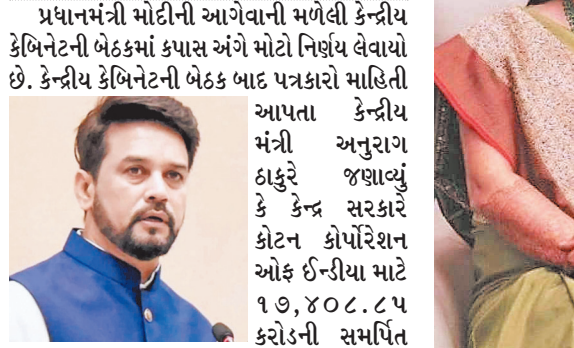 પ્રધાનમંત્રી મોદીની આગેવાની મળેલી કેન્દ્રીય
કેબિનેટની બેઠકમાં કપાસ અંગે મોટો નિર્ણય લેવાયો
છે. કેન્દ્રીય કેબિનેટની બેઠક બાદ પત્રકારો માહિતી
આપતા કેન્દ્રીય
મંત્રી અનુરાગ
ઠાકુરે જણાવ્યું
કે કેન્દ્ર સરકારે
કોટન કોર્પોરેશન
ઓફ ઈન્ડીયા માટે
૧૭,૪૦૮.૮૫
કરોડની સમર્પિત